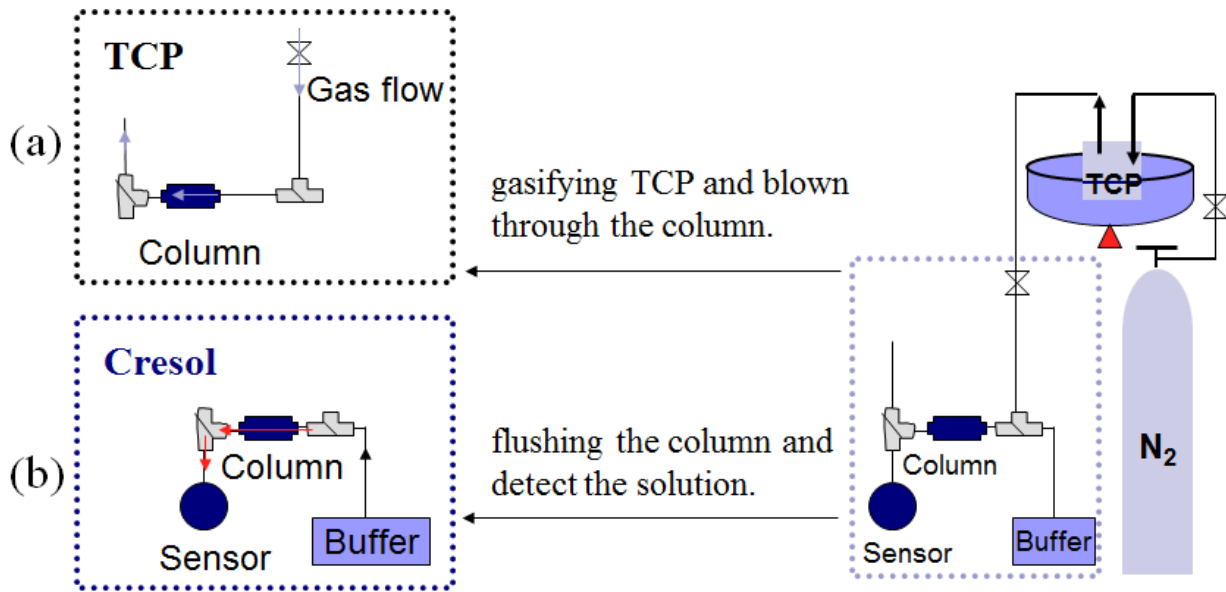 (a)
TCP
Gas flow
Column
gasifying TCP and blown
through the column.
TCP
(b)
Cresol
Column
Sensor
Buffer
flushing the column and
detect the solution.
Column
Sensor
Buffer
N₂